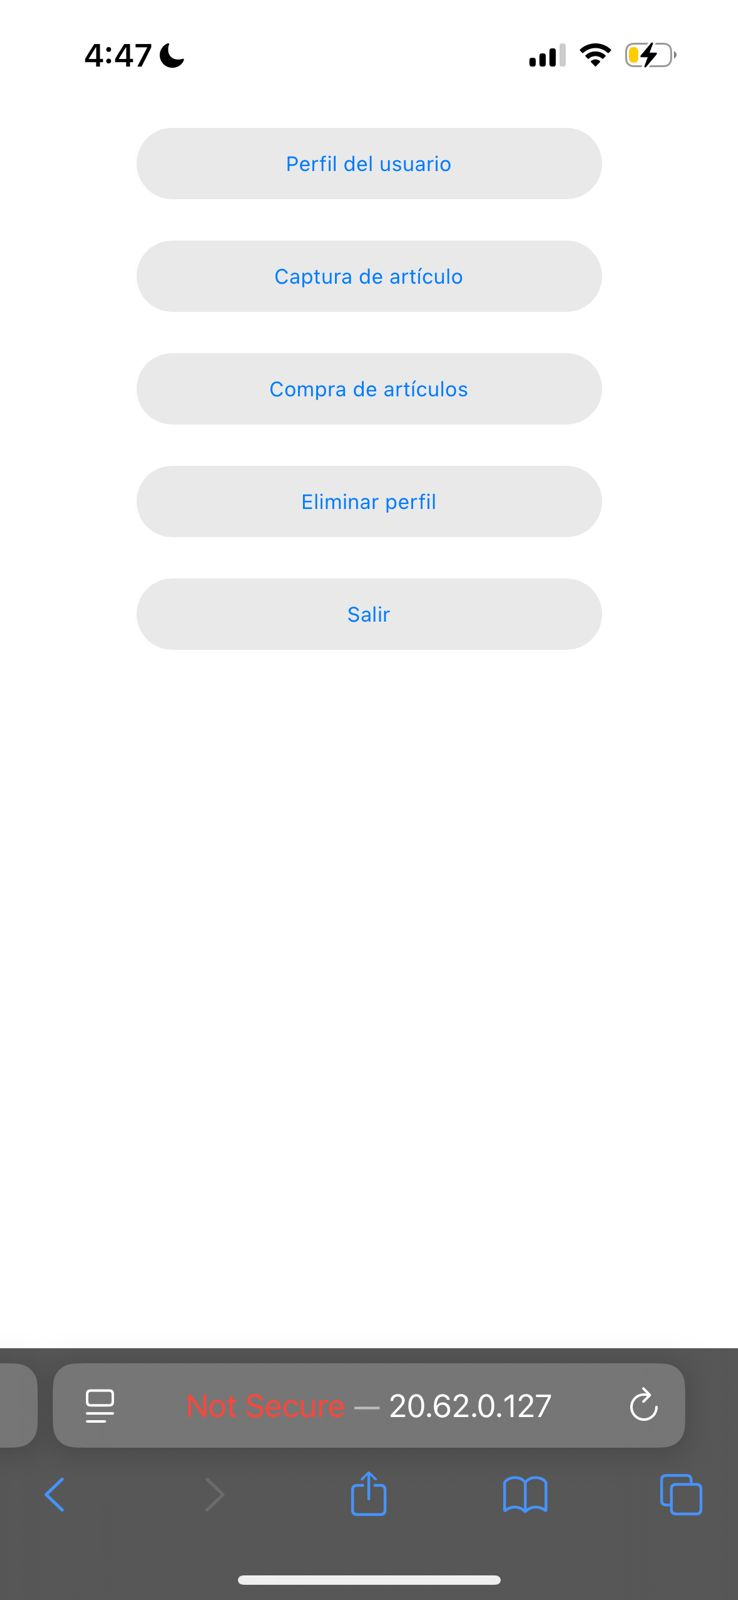 4:47
Perfil del usuario
Captura de artículo
Compra de artículos
Eliminar perfil
Salir
Not Secure — 20.62.0.127